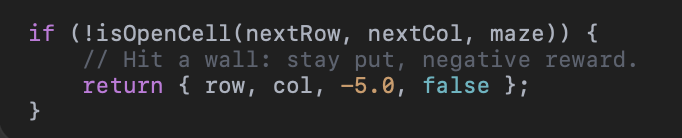 if (!isOpenCell(nextRow, nextCol, maze)) {
    // Hit a wall: stay put, negative reward.
    return { row, col, -5.0, false };
}